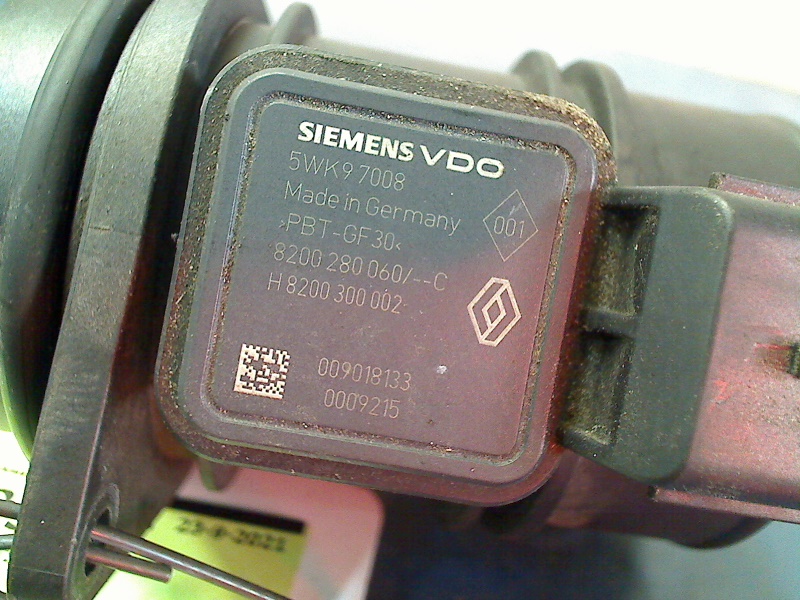 SIEMENS VDO
5WK9 7008
Made in Germany
001
>PBT-GF30<
8200 280 060/--C
H 8200 300 002
009018133
0009215
23-9-2021